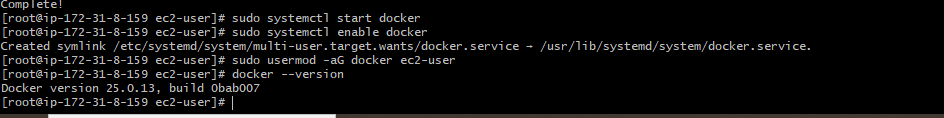 Complete!
[root@ip-172-31-8-159 ec2-user]# sudo systemctl start docker
[root@ip-172-31-8-159 ec2-user]# sudo systemctl enable docker
Created symlink /etc/systemd/system/multi-user.target.wants/docker.service → /usr/lib/systemd/system/docker.service.
[root@ip-172-31-8-159 ec2-user]# sudo usermod -aG docker ec2-user
[root@ip-172-31-8-159 ec2-user]# docker --version
Docker version 25.0.13, build 0bab007
[root@ip-172-31-8-159 ec2-user]#